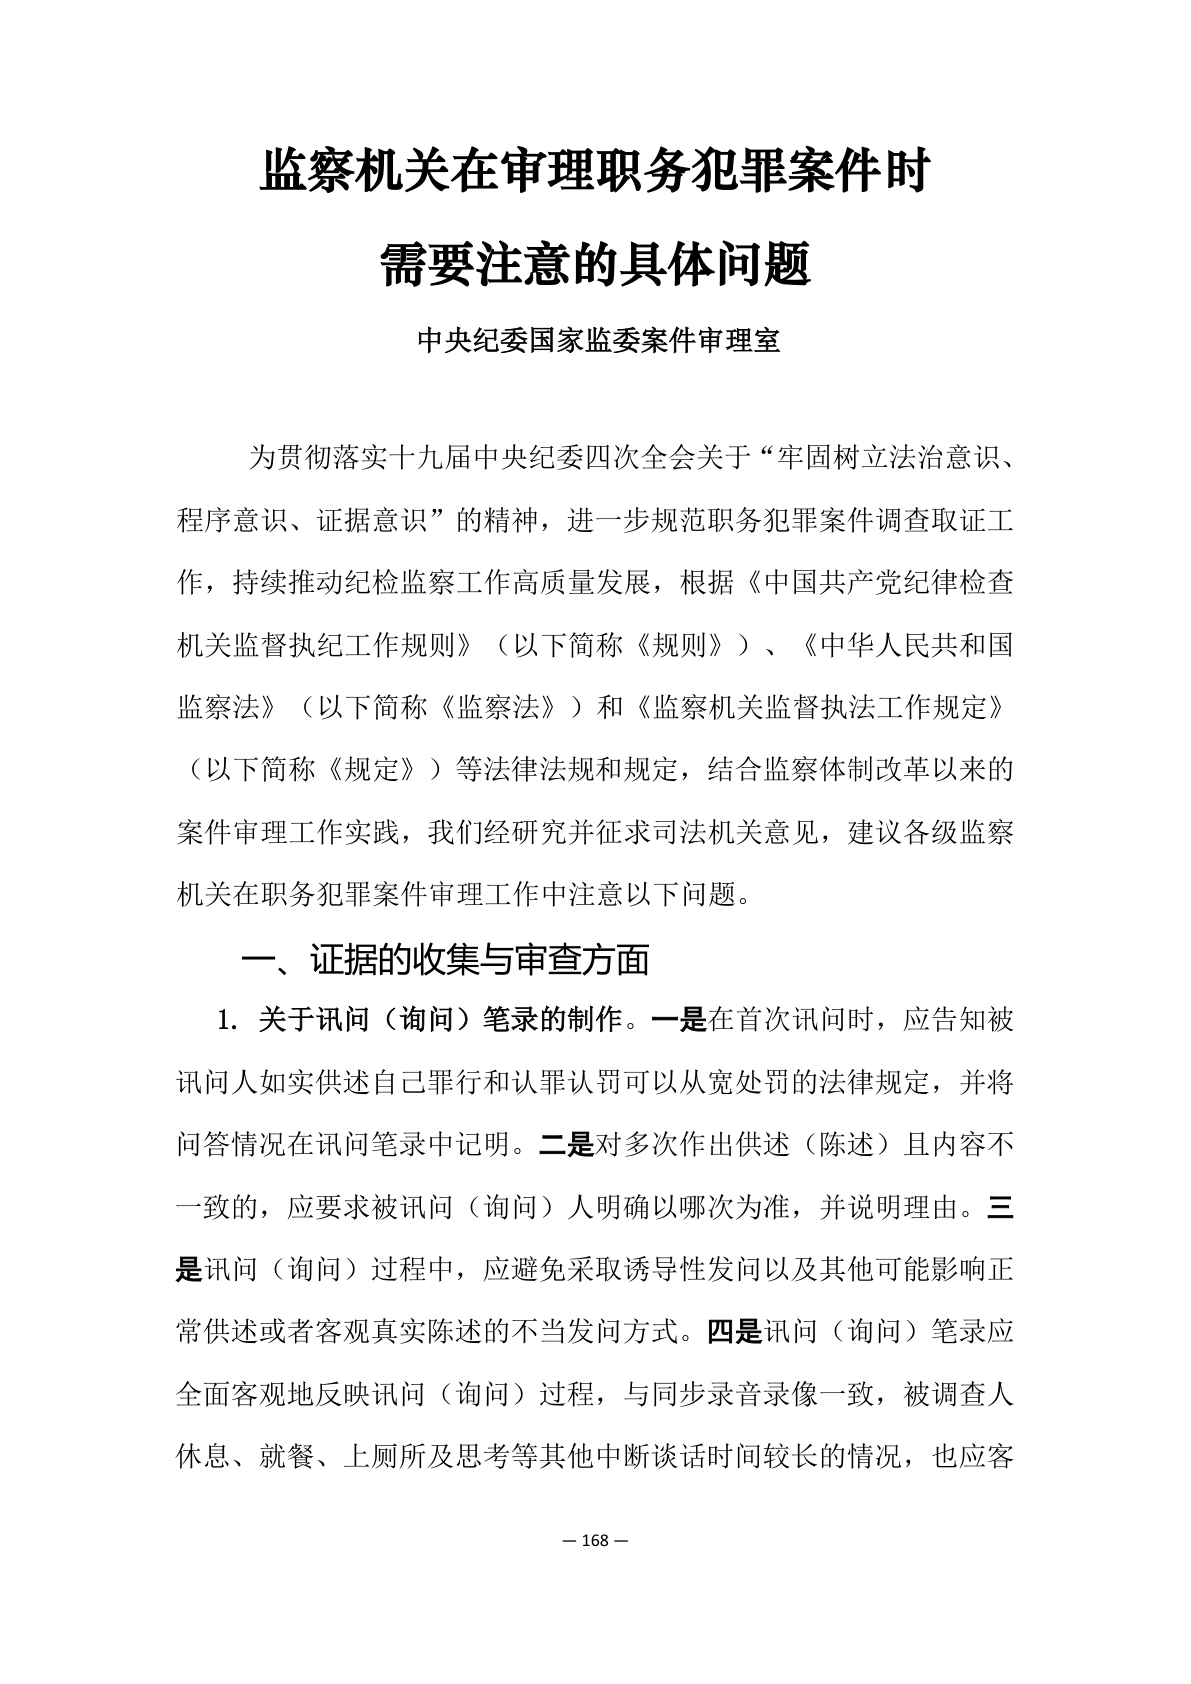 监察机关在审理职务犯罪案件时
需要注意的具体问题
中央纪委国家监委案件审理室
为贯彻落实十九届中央纪委四次全会关于“牢固树立法治意识、
程序意识、证据意识”的精神，进一步规范职务犯罪案件调查取证工
作，持续推动纪检监察工作高质量发展，根据《中国共产党纪律检查
机关监督执纪工作规则》（以下简称《规则》）、《中华人民共和国
监察法》（以下简称《监察法》）和《监察机关监督执法工作规定》
（以下简称《规定》）等法律法规和规定，结合监察体制改革以来的
案件审理工作实践，我们经研究并征求司法机关意见，建议各级监察
机关在职务犯罪案件审理工作中注意以下问题。
一、证据的收集与审查方面
1. 关于讯问（询问）笔录的制作。一是在首次讯问时，应告知被
讯问人如实供述自己罪行和认罪认罚可以从宽处罚的法律规定，并将
问答情况在讯问笔录中记明。二是对多次作出供述（陈述）且内容不
一致的，应要求被讯问（询问）人明确以哪次为准，并说明理由。三
是讯问（询问）过程中，应避免采取诱导性发问以及其他可能影响正
常供述或者客观真实陈述的不当发问方式。四是讯问（询问）笔录应
全面客观地反映讯问（询问）过程，与同步录音录像一致，被调查人
休息、就餐、上厕所及思考等其他中断谈话时间较长的情况，也应客
— 168 —